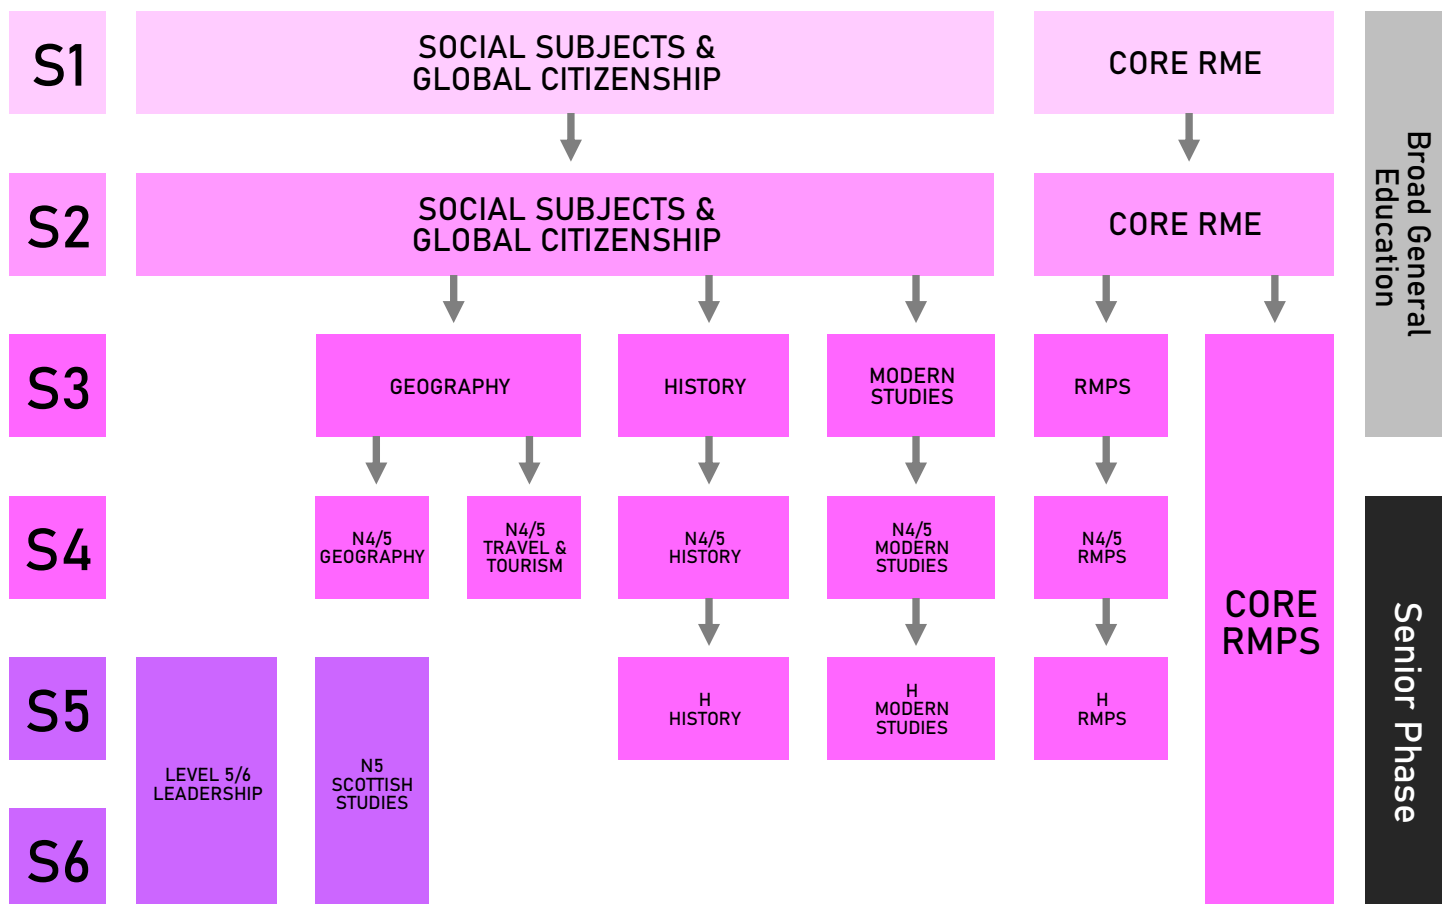 S1
SOCIAL SUBJECTS &
GLOBAL CITIZENSHIP
CORE RME
Broad General
Education
S2
SOCIAL SUBJECTS &
GLOBAL CITIZENSHIP
CORE RME
S3
GEOGRAPHY
HISTORY
MODERN
STUDIES
RMPS
S4
N4/5
GEOGRAPHY
N4/5
TRAVEL &
TOURISM
N4/5
HISTORY
N4/5
MODERN
STUDIES
N4/5
RMPS
CORE
RMPS
Senior Phase
S5
LEVEL 5/6
LEADERSHIP
N5
SCOTTISH
STUDIES
H
HISTORY
H
MODERN
STUDIES
H
RMPS
S6